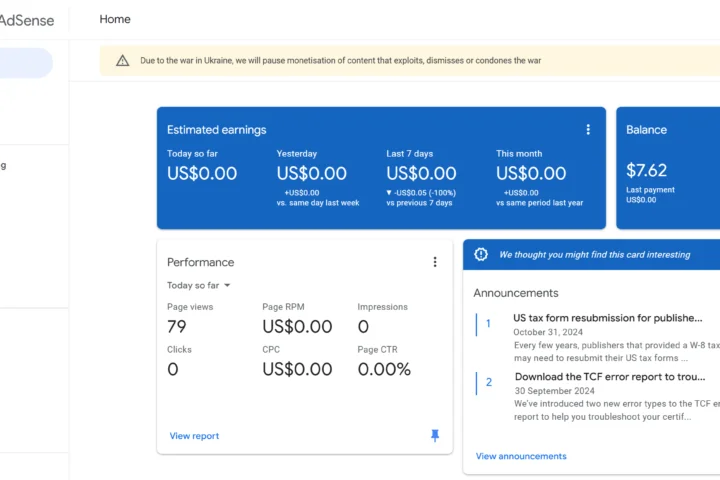 AdSense
Home
Due to the war in Ukraine, we will pause monetisation of content that exploits, dismisses or condones the war
g
Estimated earnings
Today so far Yesterday Last 7 days This month
US$0.00 US$0.00 US$0.00 US$0.00
+US$0.00 ▼ -US$0.05 (-100%) +US$0.00
vs. same day last week vs previous 7 days vs same period last year
Balance
$7.62
Last payment
US$0.00
Performance
Today so far
Page views Page RPM Impressions
79 US$0.00 0
Clicks CPC Page CTR
0 US$0.00 0.00%
View report
We thought you might find this card interesting
Announcements
1 US tax form resubmission for publishe...
October 31, 2024
Every few years, publishers that provided a W-8 tax
may need to resubmit their US tax forms ...
2 Download the TCF error report to trou...
30 September 2024
We've introduced two new error types to the TCF er
report to help you troubleshoot your certif...
View announcements